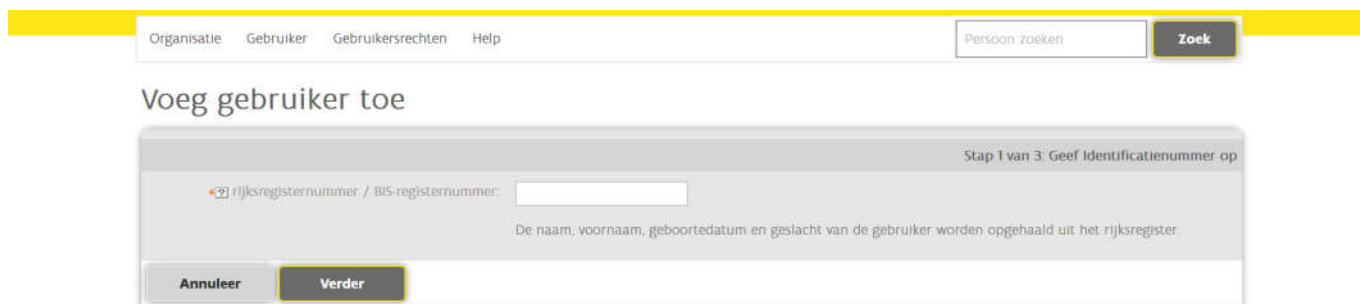 Organisatie Gebruiker Gebruikersrechten Help Persoon zoeken Zoek
Voeg gebruiker toe
Stap 1 van 3: Geef Identificatienummer op
*? rijksregisternummer / BIS-registernummer:
De naam, voornaam, geboortedatum en geslacht van de gebruiker worden opgehaald uit het rijksregister.
Annuleer Verder